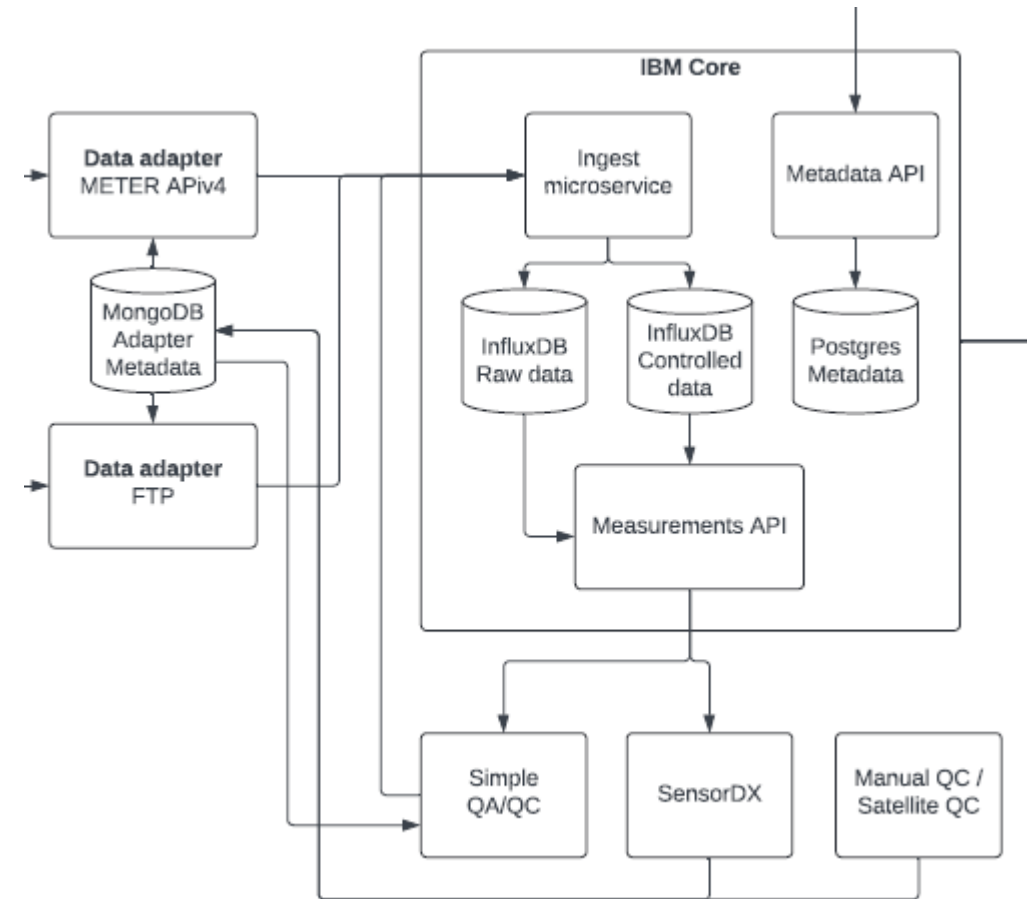 IBM Core
Data adapter
METER APiv4
Ingest
microservice
Metadata API
MongoDB
Adapter
Metadata
InfluxDB
Raw data
InfluxDB
Controlled
data
Postgres
Metadata
Data adapter
FTP
Measurements API
Simple
QA/QC
SensorDX
Manual QC /
Satellite QC